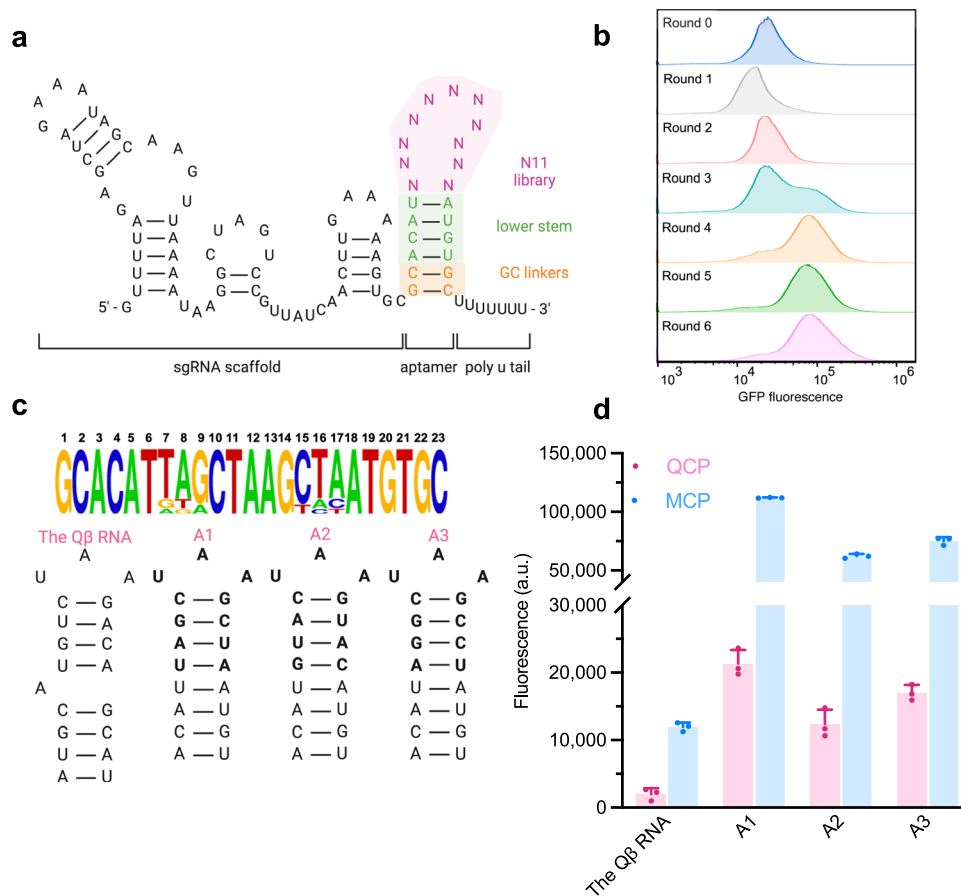 a
A A A
A U A G
G A U C
G C A A
G
A U
G
A U
U A
U A
U A
U A
5' - G
U A G
C U
G C
G C
U A A G C G U U A U C A
A A
G A
U A
U G
C A
A U G C
N N N N N N N N N N N
U A
A U
C G
A U
C G
G C
U U U U U U U - 3'
N11
library
lower stem
GC linkers
sgRNA scaffold
aptamer
poly u tail
b
Round 0
Round 1
Round 2
Round 3
Round 4
Round 5
Round 6
10³ 10⁴ 10⁵ 10⁶
GFP fluorescence
c
1 2 3 4 5 6 7 8 9 10 11 12 13 14 15 16 17 18 19 20 21 22 23
GCACATTAGCTAAGCTAATGTGC
The Qβ RNA A1 A2 A3
A A A A
U A U A U A U A
C G C G C G C G
U A G C A U G C
G C A U U A G C
U A U A G C A U
A U A U A U A
C G A U A U A U
G C C G C G C G
U A A U A U A U
A U
d
150,000
100,000
50,000
30,000
20,000
10,000
0
Fluorescence (a.u.)
QCP
MCP
The Qβ RNA
A1
A2
A3